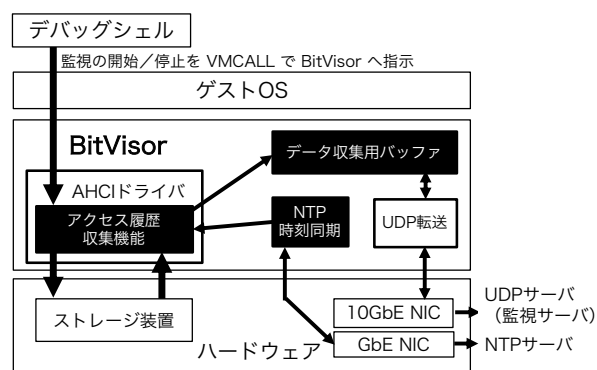 デバッグシェル
監視の開始／停止を VMCALL で BitVisor へ指示
ゲストOS
BitVisor
データ収集用バッファ
AHCIドライバ
アクセス履歴
収集機能
NTP
時刻同期
UDP転送
ストレージ装置
10GbE NIC
UDPサーバ
（監視サーバ）
ハードウェア
GbE NIC
NTPサーバ